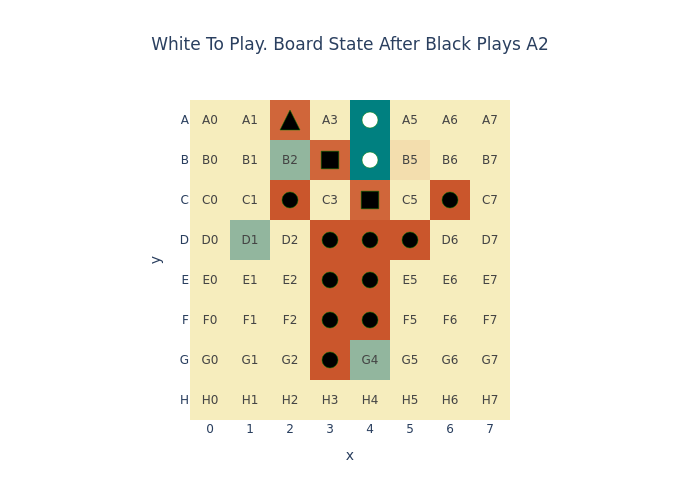 White To Play. Board State After Black Plays A2
A A0 A1 A3 A5 A6 A7
B B0 B1 B2 B5 B6 B7
C C0 C1 C3 C5 C7
D D0 D1 D2 D6 D7
E E0 E1 E2 E5 E6 E7
F F0 F1 F2 F5 F6 F7
G G0 G1 G2 G4 G5 G6 G7
H H0 H1 H2 H3 H4 H5 H6 H7
0 1 2 3 4 5 6 7
x
y